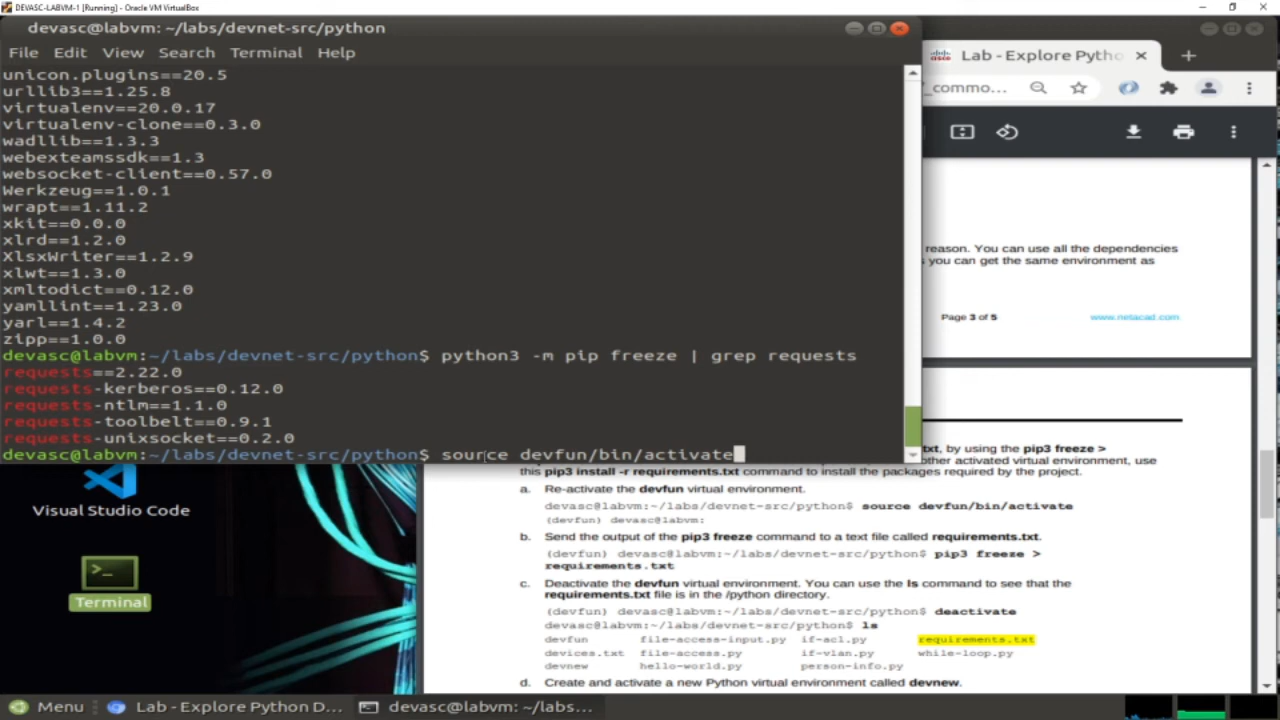 DEVASC-LABVM-1 [Running] - Oracle VM VirtualBox
devasc@labvm: ~/labs/devnet-src/python
File Edit View Search Terminal Help
unicon.plugins==20.5
urllib3==1.25.8
virtualenv==20.0.17
virtualenv-clone==0.3.0
wadllib==1.3.3
webexteamssdk==1.3
websocket-client==0.57.0
Werkzeug==1.0.1
wrapt==1.11.2
xkit==0.0.0
xlrd==1.2.0
XlsxWriter==1.2.9
xlwt==1.3.0
xmltodict==0.12.0
yamllint==1.23.0
yarl==1.4.2
zipp==1.0.0
devasc@labvm:~/labs/devnet-src/python$ python3 -m pip freeze | grep requests
requests==2.22.0
requests-kerberos==0.12.0
requests-ntlm==1.1.0
requests-toolbelt==0.9.1
requests-unixsocket==0.2.0
devasc@labvm:~/labs/devnet-src/python$ source devfun/bin/activate
Lab - Explore Pytho
_commo...
reason. You can use all the dependencies
you can get the same environment as
Page 3 of 5 www.netacad.com
txt, by using the pip3 freeze >
other activated virtual environment, use
this pip3 install -r requirements.txt command to install the packages required by the project.
a. Re-activate the devfun virtual environment.
devasc@labvm:~/labs/devnet-src/python$ source devfun/bin/activate
(devfun) devasc@labvm:
b. Send the output of the pip3 freeze command to a text file called requirements.txt.
(devfun) devasc@labvm:~/labs/devnet-src/python$ pip3 freeze >
requirements.txt
c. Deactivate the devfun virtual environment. You can use the ls command to see that the
requirements.txt file is in the /python directory.
(devfun) devasc@labvm:~/labs/devnet-src/python$ deactivate
devasc@labvm:~/labs/devnet-src/python$ ls
devfun file-access-input.py if-acl.py requirements.txt
devices.txt file-access.py if-vlan.py while-loop.py
devnew hello-world.py person-info.py
d. Create and activate a new Python virtual environment called devnew.
Visual Studio Code
Terminal
Menu
Lab - Explore Python D...
devasc@labvm: ~/labs...